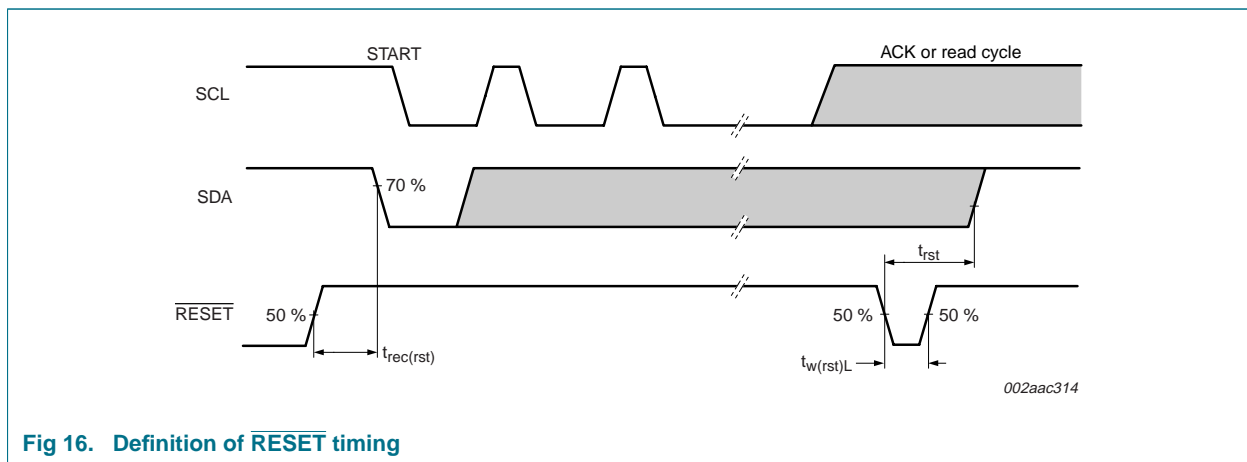 START
ACK or read cycle
SCL
SDA
70 %
t_rst
RESET
50 %
50 %
50 %
t_rec(rst)
t_w(rst)L
002aac314
Fig 16. Definition of RESET timing